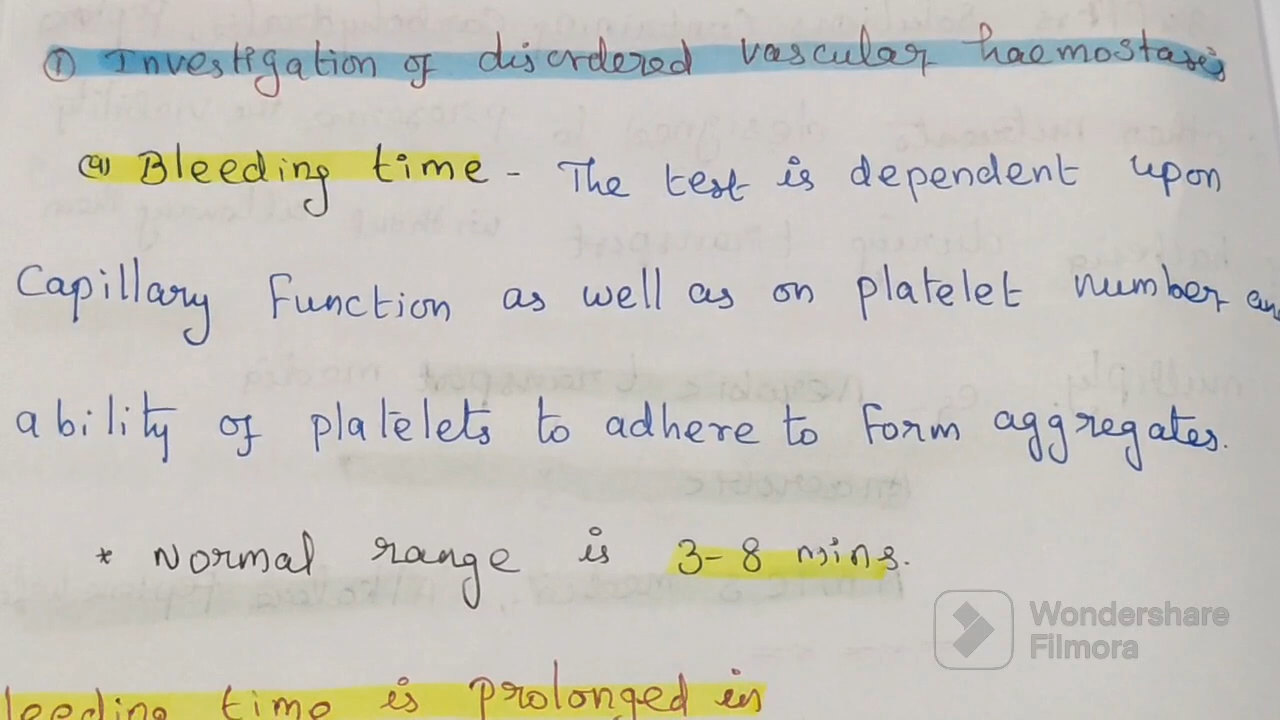 ① Investigation of disordered vascular haemostasis
(a) Bleeding time - The test is dependent upon
Capillary Function as well as on platelet number an
ability of platelets to adhere to form aggregates.
* Normal range is 3-8 mins.
leeding time is prolonged in
Wondershare
Filmora